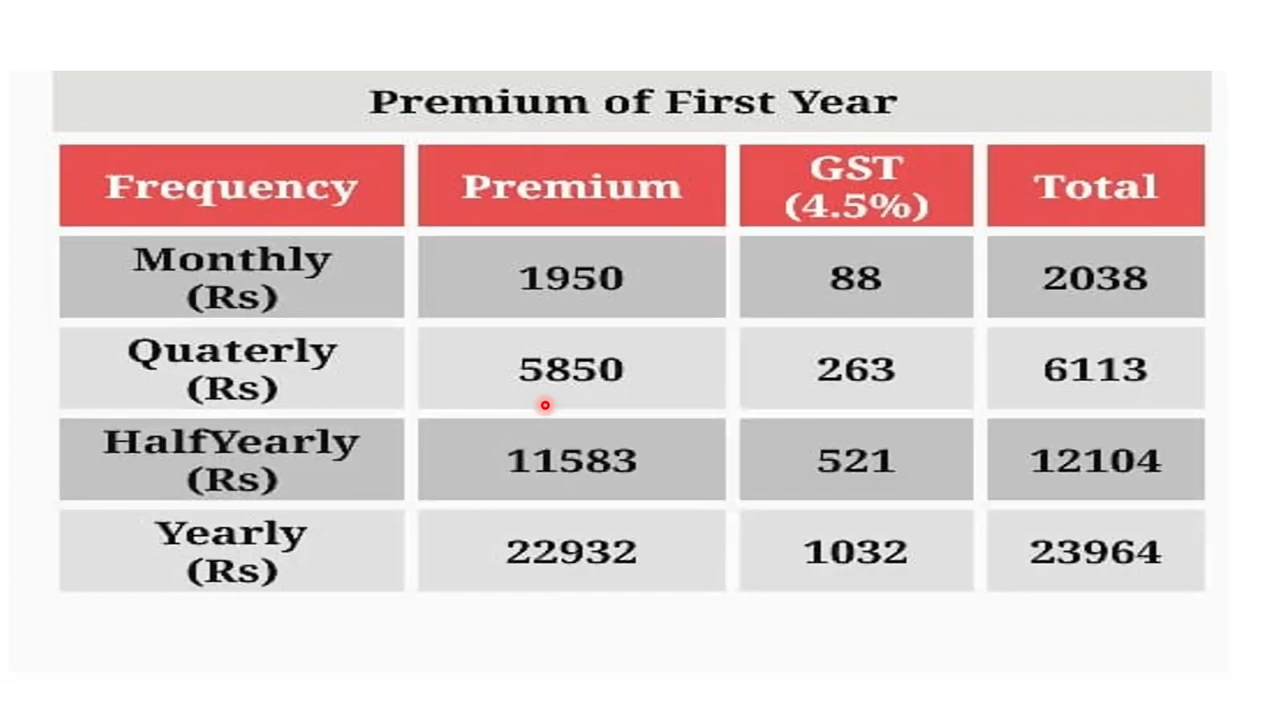 Premium of First Year
Frequency Premium GST (4.5%) Total
Monthly (Rs) 1950 88 2038
Quaterly (Rs) 5850 263 6113
HalfYearly (Rs) 11583 521 12104
Yearly (Rs) 22932 1032 23964